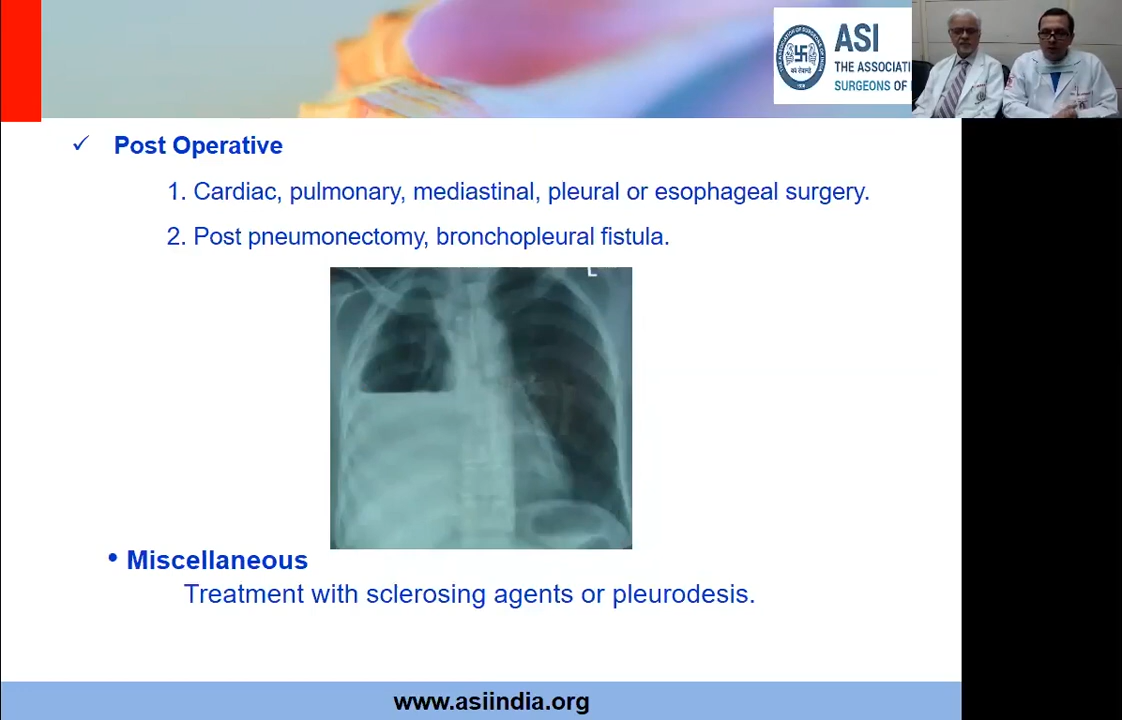 ASI
THE ASSOCIATI
SURGEONS OF
✓ Post Operative
1. Cardiac, pulmonary, mediastinal, pleural or esophageal surgery.
2. Post pneumonectomy, bronchopleural fistula.
L
• Miscellaneous
Treatment with sclerosing agents or pleurodesis.
www.asiindia.org